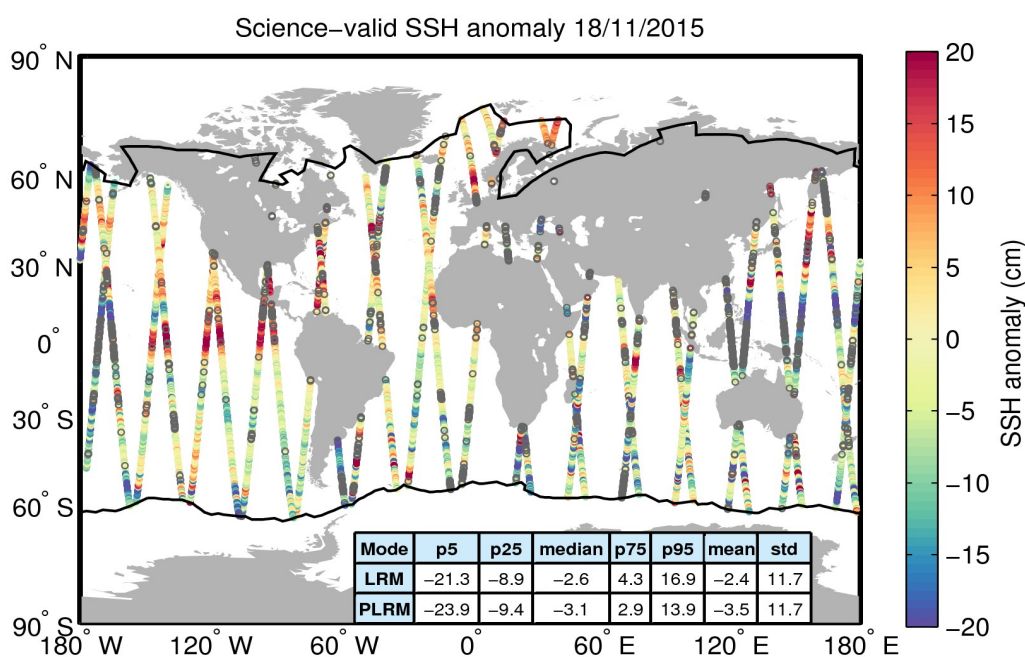 Science−valid SSH anomaly 18/11/2015
90° N
60° N
30° N
0°
30° S
60° S
90° S
180° W
120° W
60° W
0°
60° E
120° E
180° E
Mode p5 p25 median p75 p95 mean std
LRM −21.3 −8.9 −2.6 4.3 16.9 −2.4 11.7
PLRM −23.9 −9.4 −3.1 2.9 13.9 −3.5 11.7
20
15
10
5
0
−5
−10
−15
−20
SSH anomaly (cm)